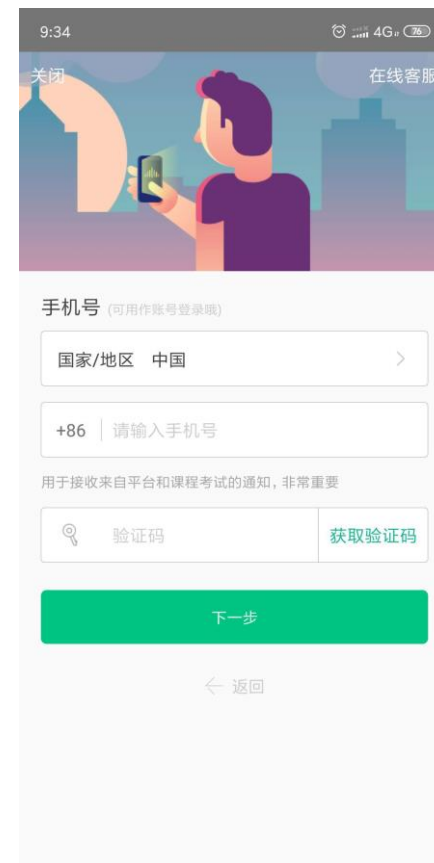 9:34 4G 76
关闭 在线客服
手机号 (可用作账号登录哦)
国家/地区 中国
+86 请输入手机号
用于接收来自平台和课程考试的通知，非常重要
验证码 获取验证码
下一步
返回